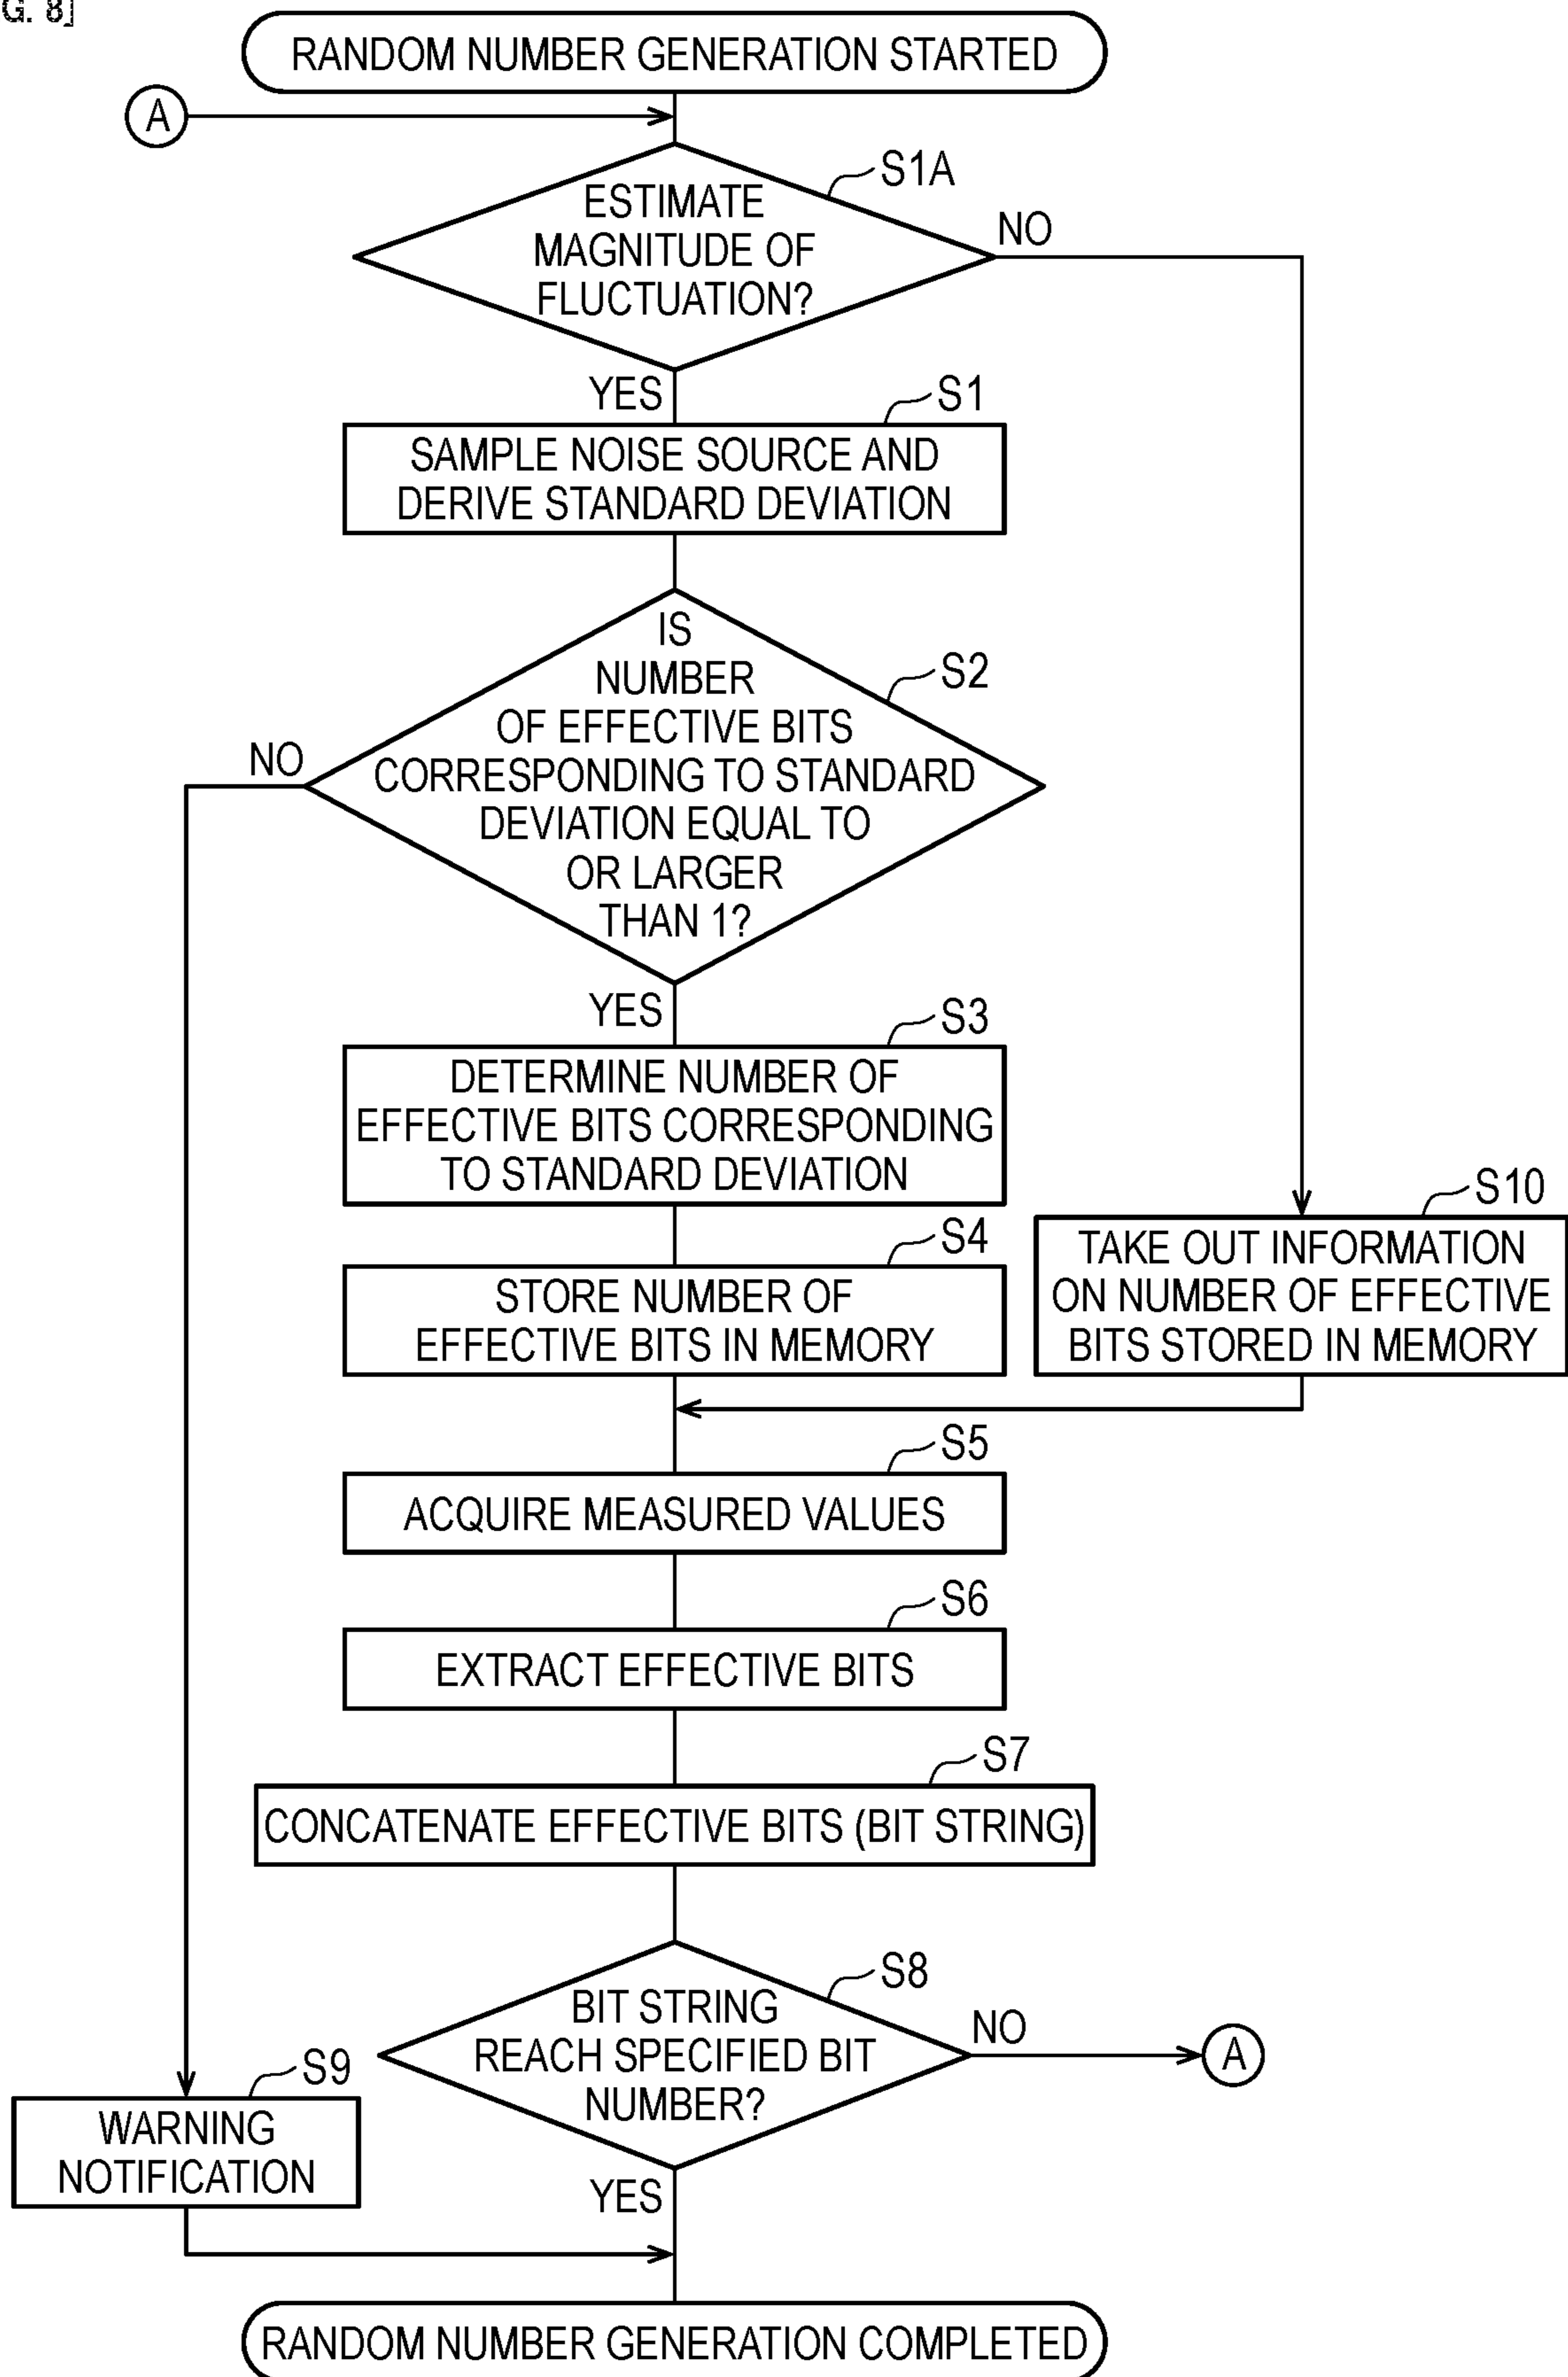 G. 8]
RANDOM NUMBER GENERATION STARTED
A
S1A
ESTIMATE
MAGNITUDE OF
FLUCTUATION?
NO
YES
S1
SAMPLE NOISE SOURCE AND
DERIVE STANDARD DEVIATION
S2
IS
NUMBER
OF EFFECTIVE BITS
CORRESPONDING TO STANDARD
DEVIATION EQUAL TO
OR LARGER
THAN 1?
NO
YES
S3
DETERMINE NUMBER OF
EFFECTIVE BITS CORRESPONDING
TO STANDARD DEVIATION
S10
TAKE OUT INFORMATION
ON NUMBER OF EFFECTIVE
BITS STORED IN MEMORY
S4
STORE NUMBER OF
EFFECTIVE BITS IN MEMORY
S5
ACQUIRE MEASURED VALUES
S6
EXTRACT EFFECTIVE BITS
S7
CONCATENATE EFFECTIVE BITS (BIT STRING)
S8
BIT STRING
REACH SPECIFIED BIT
NUMBER?
NO
A
S9
WARNING
NOTIFICATION
YES
RANDOM NUMBER GENERATION COMPLETED